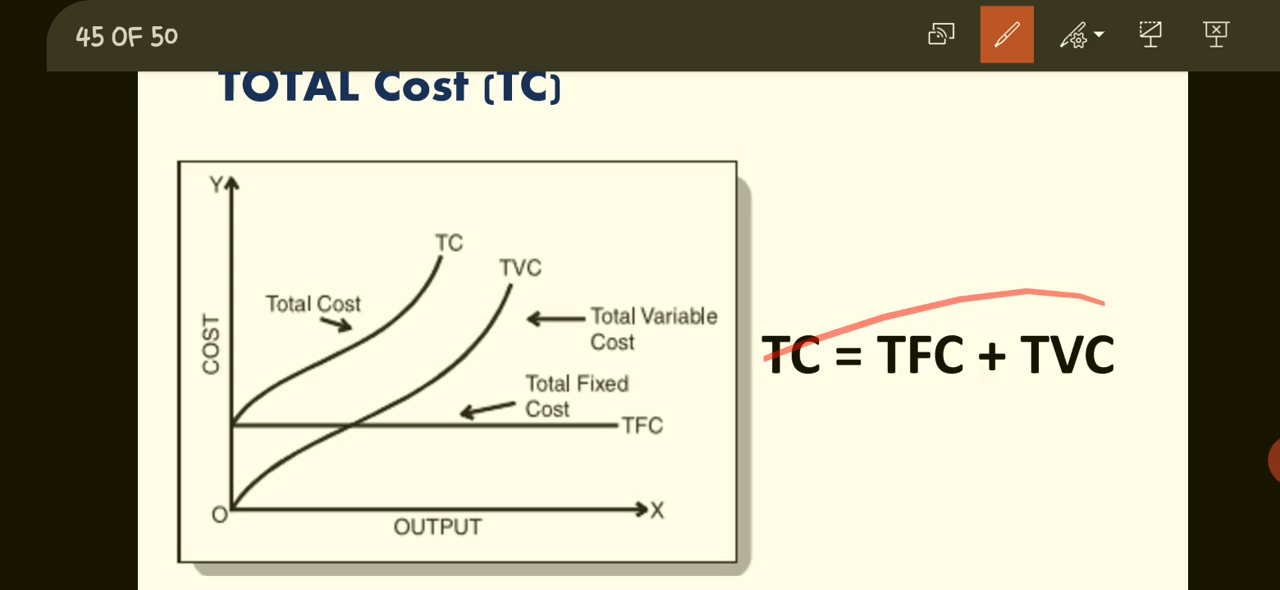 45 OF 50
TOTAL Cost (TC)
Y
TC
TVC
Total Cost
Total Variable
Cost
COST
TC = TFC + TVC
Total Fixed
Cost
TFC
O
X
OUTPUT